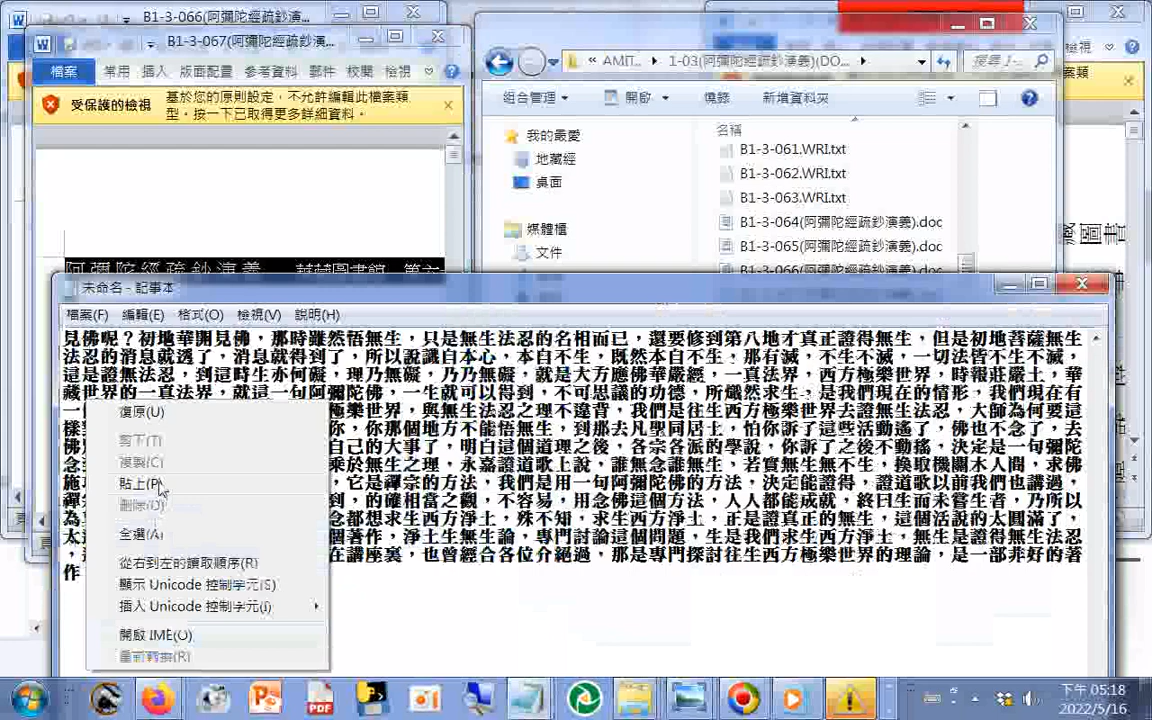 B1-3-066(阿彌陀經疏鈔演...
B1-3-067(阿彌陀經疏鈔演...
檔案 常用 插入 版面配置 參考資料 郵件 校閱 檢視
受保護的檢視 基於您的原則設定，不允許編輯此檔案類型。按一下已取得更多詳細資料。
« AMIT... 1-03(阿彌陀經疏鈔演義)(DO...
組合管理 開啟 燒錄 新增資料夾
名稱
我的最愛
地藏經
桌面
媒體櫃
文件
B1-3-061.WRI.txt
B1-3-062.WRI.txt
B1-3-063.WRI.txt
B1-3-064(阿彌陀經疏鈔演義).doc
B1-3-065(阿彌陀經疏鈔演義).doc
B1-3-066(阿彌陀經疏鈔演義).doc
檢視
案類
阿彌陀經疏鈔演義 華藏圖書館 第六
未命名 - 記事本
檔案(F) 編輯(E) 格式(O) 檢視(V) 說明(H)
見佛呢？初地華開見佛，那時雖然悟無生，只是無生法忍的名相而已，還要修到第八地才真正證得無生，但是初地菩薩無生
法忍的消息就透了，消息就得到了，所以說識自本心，本自不生，既然本自不生，那有滅，不生不滅，一切法皆不生不滅，
這是證無法忍，到這時生亦何礙，理乃無礙，乃乃無礙，就是大方應佛華嚴經，一真法界，西方極樂世界，時報莊嚴土，華
藏世界的一真法界，就這一句阿彌陀佛，一生就可以得到，不思議的功德，所熾然求生，正是我們現在的情形，我們現在有
極樂世界，與無生法忍之理不違背，我們是往生西方極樂世界去證無生法忍，大師為何要這
你，你那個地方不能悟無生，到那去凡聖同居土，怕你訴了這些活動遙了，佛也不念了，去
自己的大事了，明白這個道理之後，各宗各派的學說，你訴了之後不動搖，決定是一句彌陀
乘於無生之理，永嘉證道歌上說，誰無念誰無生，若實無生無不生，換取機關木人問，求佛
，它是禪宗的方法，我們是用一句阿彌陀佛的方法，決定能生，證道歌以前我們也講過，
到，的確相當之觀，不容易，用念佛這個方法，人人都能成就，終日生而未嘗生者，乃所以
念都想求生西方淨土，殊不知，求生西方淨土，正是證真正的無生，這個活說的太圓滿了，
個著作，淨土生無生論，討論這個問題，生西方淨土，無生是證得無生法忍
在講座裏，也曾經合各位介紹過，那是專門探討往生西方極樂世界的理論，是一部非好的著
作
復原(U)
剪下(T)
複製(C)
貼上(P)
刪除(D)
全選(A)
從右到左的讀取順序(R)
顯示 Unicode 控制字元(S)
插入 Unicode 控制字元(I)
開啟 IME(O)
重新轉換(R)
下午 05:18
2022/5/16